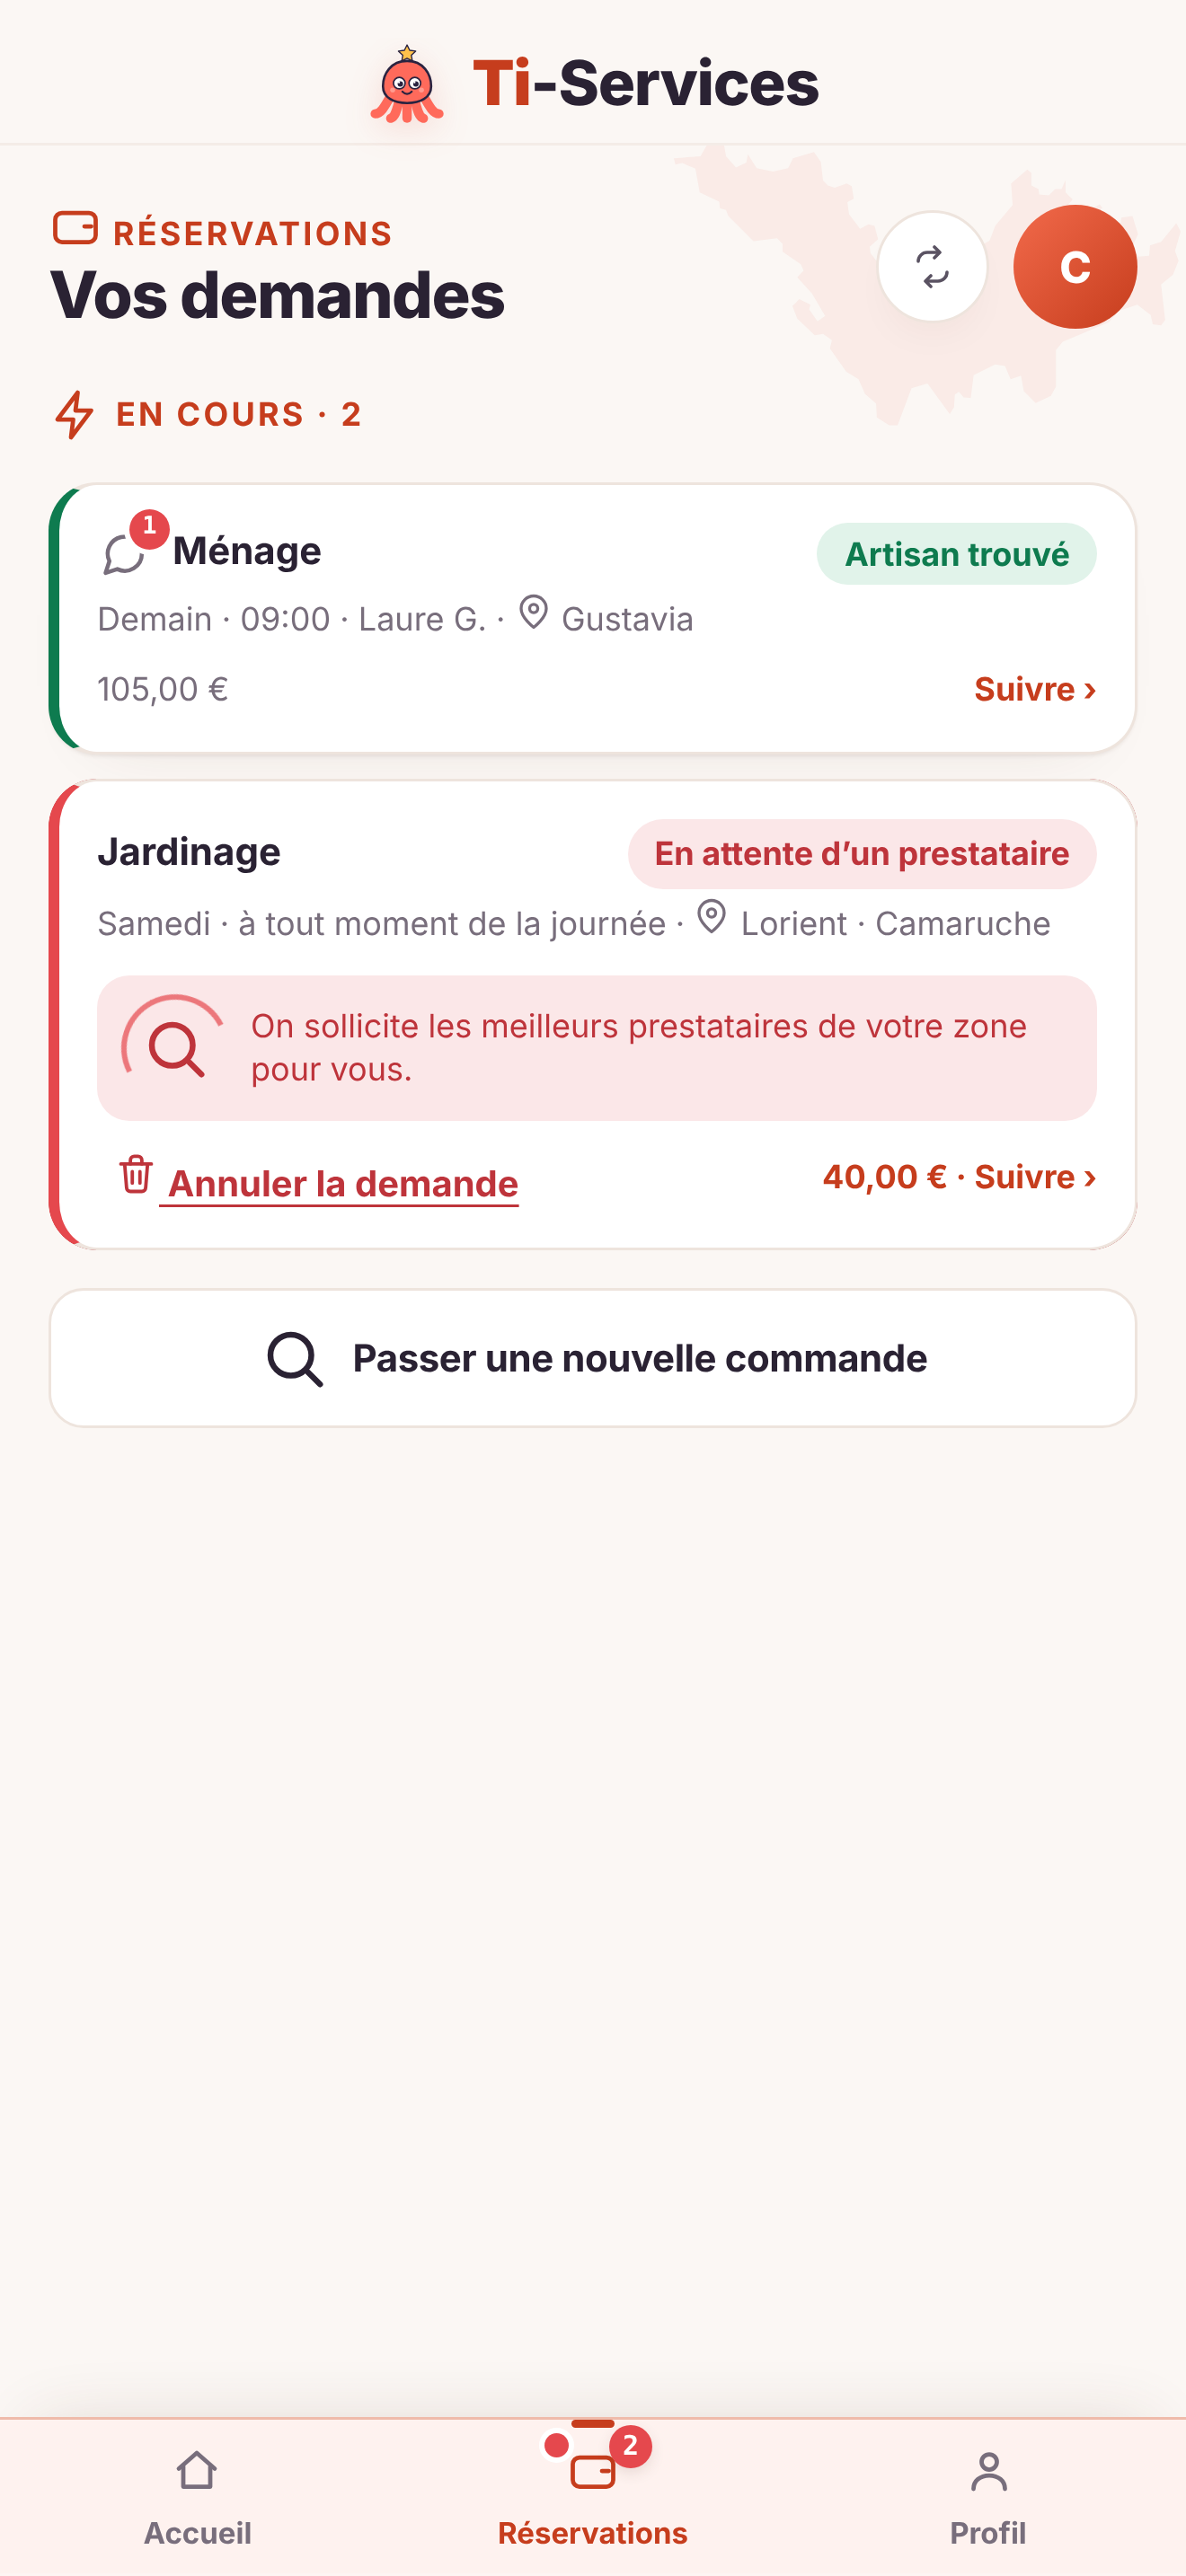 Ti-Services
RÉSERVATIONS
Vos demandes
C
EN COURS · 2
1
Ménage
Artisan trouvé
Demain · 09:00 · Laure G. · Gustavia
105,00 €
Suivre ›
Jardinage
En attente d’un prestataire
Samedi · à tout moment de la journée · Lorient · Camaruche
On sollicite les meilleurs prestataires de votre zone
pour vous.
Annuler la demande
40,00 € · Suivre ›
Passer une nouvelle commande
2
Accueil
Réservations
Profil